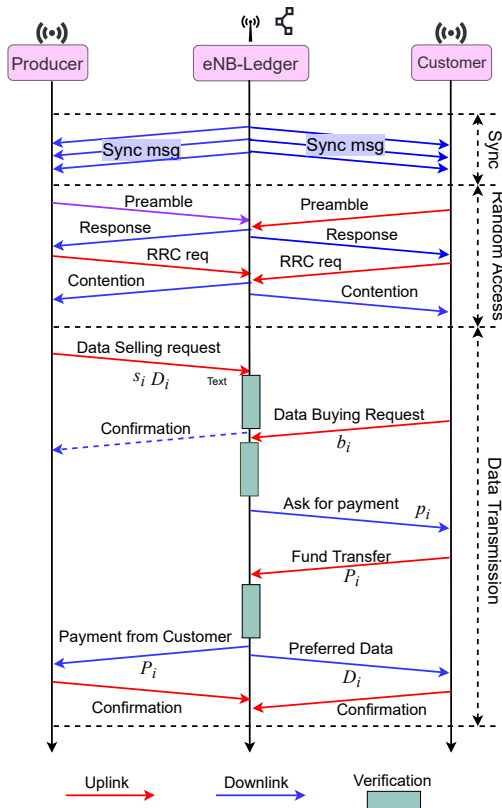 Producer
eNB-Ledger
Customer
Sync msg
Sync msg
Sync
Preamble
Preamble
Response
Response
RRC req
RRC req
Contention
Contention
Random Access
Data Selling request
s_i D_i
Text
Data Buying Request
b_i
Confirmation
Ask for payment p_i
Fund Transfer
P_i
Payment from Customer
P_i
Preferred Data
D_i
Confirmation
Confirmation
Data Transmission
Uplink
Downlink
Verification